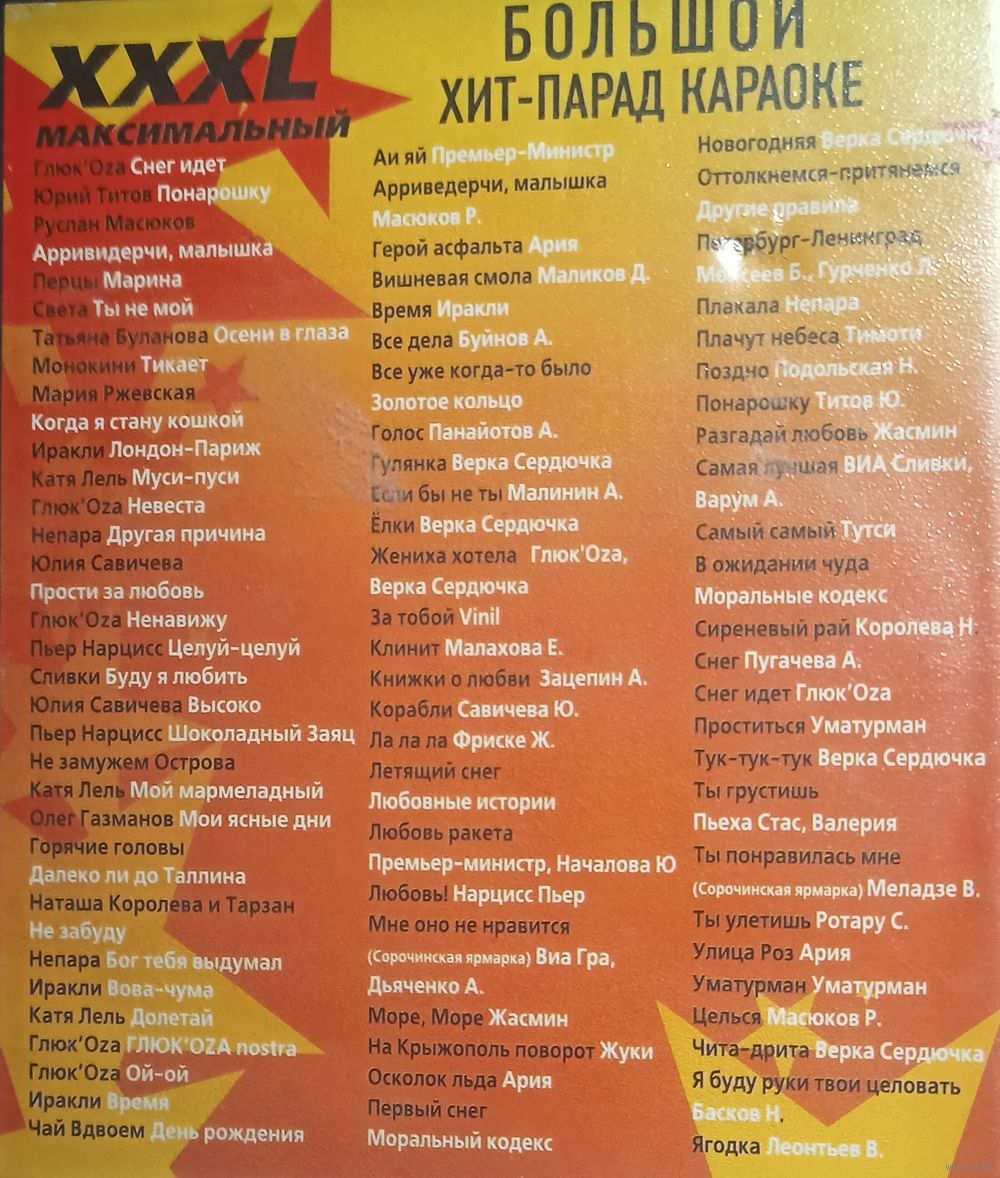 XXXL
МАКСИМАЛЬНЫЙ
Глюк'Oza Снег идет
Юрий Титов Понарошку
Руслан Масюков
Арривидерчи, малышка
Перцы Марина
Света Ты не мой
Татьяна Буланова Осени в глаза
Монокини Тикает
Мария Ржевская
Когда я стану кошкой
Иракли Лондон-Париж
Катя Лель Муси-пуси
Глюк'Oza Невеста
Непара Другая причина
Юлия Савичева
Прости за любовь
Глюк'Oza Ненавижу
Пьер Нарцисс Целуй-целуй
Сливки Буду я любить
Юлия Савичева Высоко
Пьер Нарцисс Шоколадный Заяц
Не замужем Острова
Катя Лель Мой мармеладный
Олег Газманов Мои ясные дни
Горячие головы
Далеко ли до Таллина
Наташа Королева и Тарзан
Не забуду
Непара Бог тебя выдумал
Иракли Вова-чума
Катя Лель Долетай
Глюк'Oza ГЛЮК'OZA nostra
Глюк'Oza Ой-ой
Иракли Время
Чай Вдвоем День рождения
БОЛЬШОЙ
ХИТ-ПАРАД КАРАОКЕ
Аи яй Премьер-Министр
Арриведерчи, малышка
Масюков Р.
Герой асфальта Ария
Вишневая смола Маликов Д.
Время Иракли
Все дела Буйнов А.
Все уже когда-то было
Золотое кольцо
Голос Панайотов А.
Гулянка Верка Сердючка
Если бы не ты Малинин А.
Ёлки Верка Сердючка
Жениха хотела Глюк'Oza,
Верка Сердючка
За тобой Vinil
Клинит Малахова Е.
Книжки о любви Зацепин А.
Корабли Савичева Ю.
Ла ла ла Фриске Ж.
Летящий снег
Любовные истории
Любовь ракета
Премьер-министр, Началова Ю
Любовь! Нарцисс Пьер
Мне оно не нравится
(Сорочинская ярмарка) Виа Гра,
Дьяченко А.
Море, Море Жасмин
На Крыжополь поворот Жуки
Осколок льда Ария
Первый снег
Моральный кодекс
Новогодняя Верка Сердючка
Оттолкнемся-притянемся
Другие правила
Петербург-Ленинград
Моисеев Б., Гурченко Л.
Плакала Непара
Плачут небеса Тимоти
Поздно Подольская Н.
Понарошку Титов Ю.
Разгадай любовь Жасмин
Самая лучшая ВИА Сливки,
Варум А.
Самый самый Тутси
В ожидании чуда
Моральные кодекс
Сиреневый рай Королева Н.
Снег Пугачева А.
Снег идет Глюк'Oza
Проститься Уматурман
Тук-тук-тук Верка Сердючка
Ты грустишь
Пьеха Стас, Валерия
Ты понравилась мне
(Сорочинская ярмарка) Меладзе В.
Ты улетишь Ротару С.
Улица Роз Ария
Уматурман Уматурман
Целься Масюков Р.
Чита-дрита Верка Сердючка
Я буду руки твои целовать
Басков Н.
Ягодка Леонтьев В.